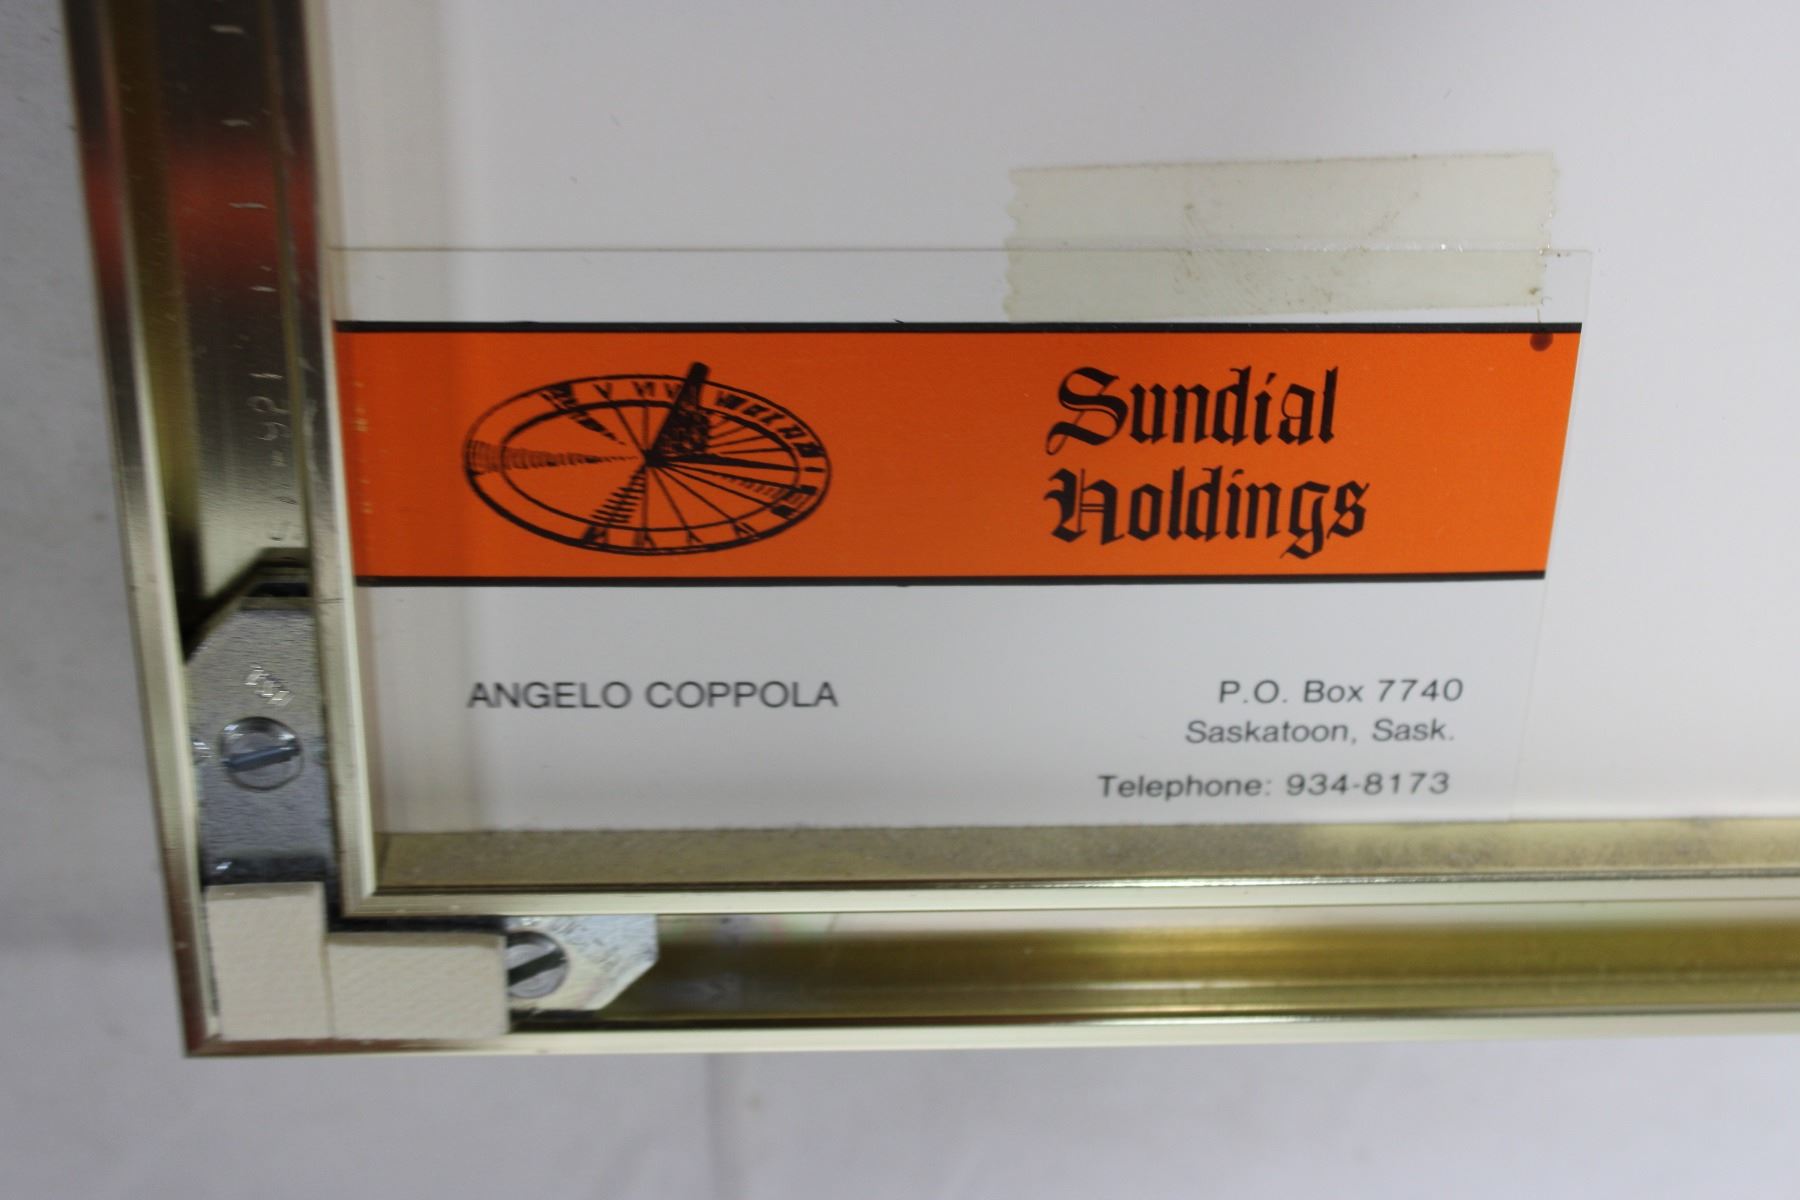 Sundial
Holdings
ANGELO COPPOLA
P.O. Box 7740
Saskatoon, Sask.
Telephone: 934-8173